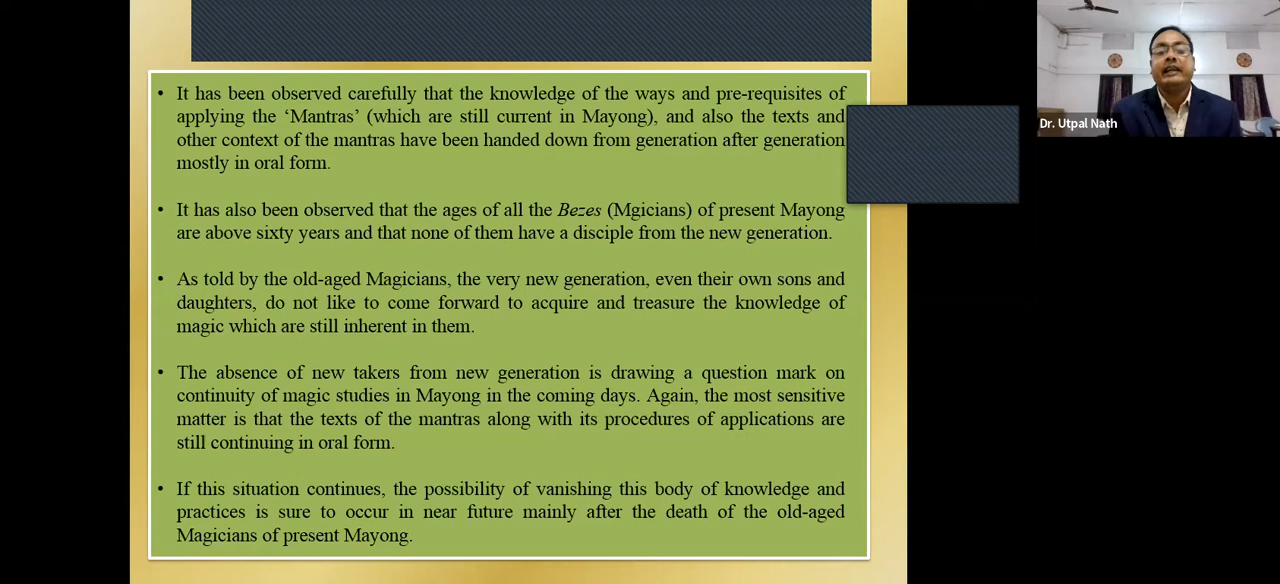 • It has been observed carefully that the knowledge of the ways and pre-requisites of
applying the ‘Mantras’ (which are still current in Mayong), and also the texts and
other context of the mantras have been handed down from generation after generation
mostly in oral form.
• It has also been observed that the ages of all the Bezes (Mgicians) of present Mayong
are above sixty years and that none of them have a disciple from the new generation.
• As told by the old-aged Magicians, the very new generation, even their own sons and
daughters, do not like to come forward to acquire and treasure the knowledge of
magic which are still inherent in them.
• The absence of new takers from new generation is drawing a question mark on
continuity of magic studies in Mayong in the coming days. Again, the most sensitive
matter is that the texts of the mantras along with its procedures of applications are
still continuing in oral form.
• If this situation continues, the possibility of vanishing this body of knowledge and
practices is sure to occur in near future mainly after the death of the old-aged
Magicians of present Mayong.
Dr. Utpal Nath